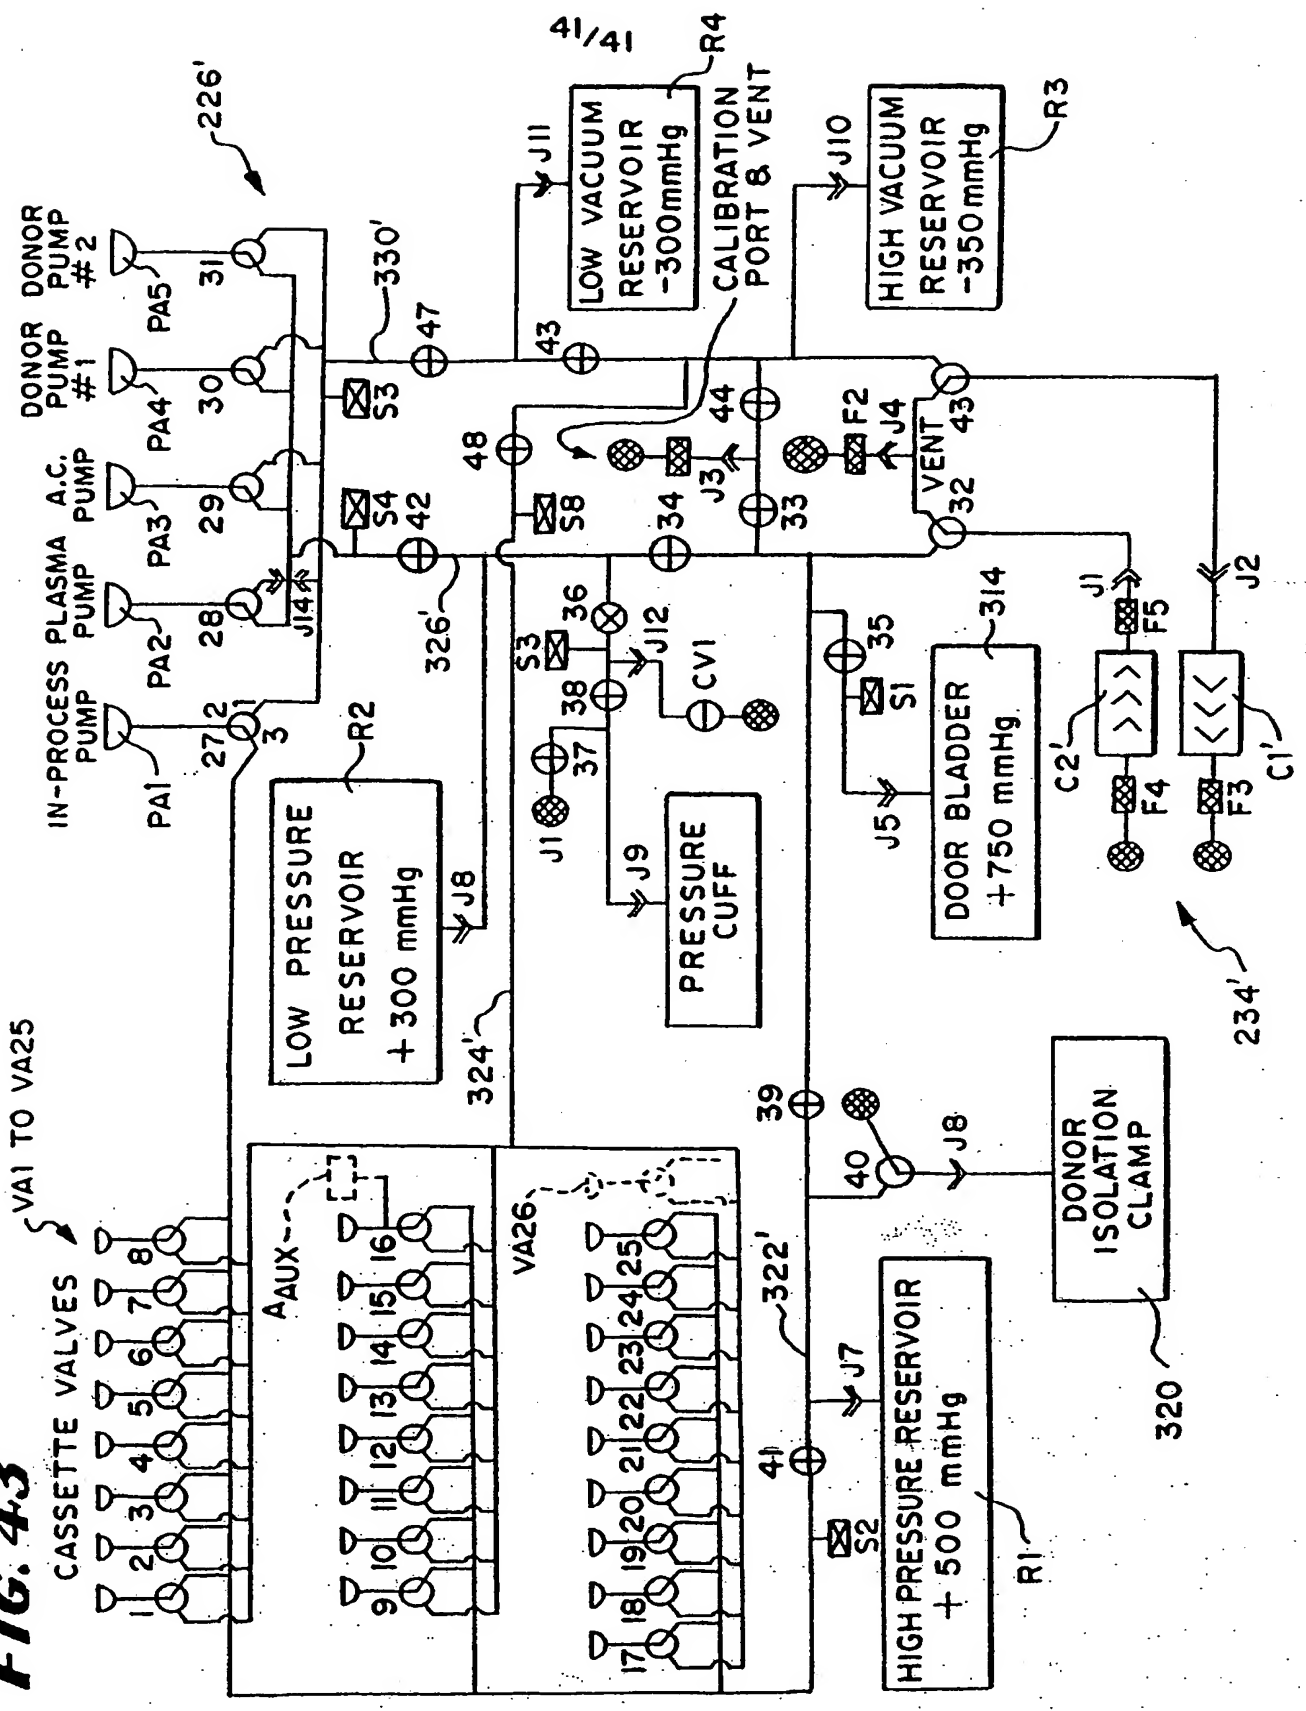 41/41
FIG. 43
CASSETTE VALVES
VA1 TO VA25
1
2
3
4
5
6
7
8
AAUX
9
10
11
12
13
14
15
16
VA26
17
18
19
20
21
22
23
24
25
IN-PROCESS
PUMP
PLASMA
PUMP
A.C.
PUMP
DONOR
PUMP
#1
DONOR
PUMP
#2
226'
PA1
PA2
PA3
PA4
PA5
27
2
1
3
28
29
30
31
J14
S4
S3
330'
42
47
326'
LOW PRESSURE
RESERVOIR
+300 mmHg
R2
J8
324'
48
S8
43
J11
LOW VACUUM
RESERVOIR
-300mmHg
R4
CALIBRATION
PORT & VENT
S3
36
38
37
J1
J12
CV1
J9
PRESSURE
CUFF
34
33
J3
44
F2
J4
VENT
32
43
J10
HIGH VACUUM
RESERVOIR
-350mmHg
R3
35
S1
J5
DOOR BLADDER
+750 mmHg
314
J1
F5
C2'
F4
J2
C1'
F3
234'
39
40
J8
DONOR
ISOLATION
CLAMP
320
322'
41
S2
J7
HIGH PRESSURE RESERVOIR
+ 500 mmHg
R1